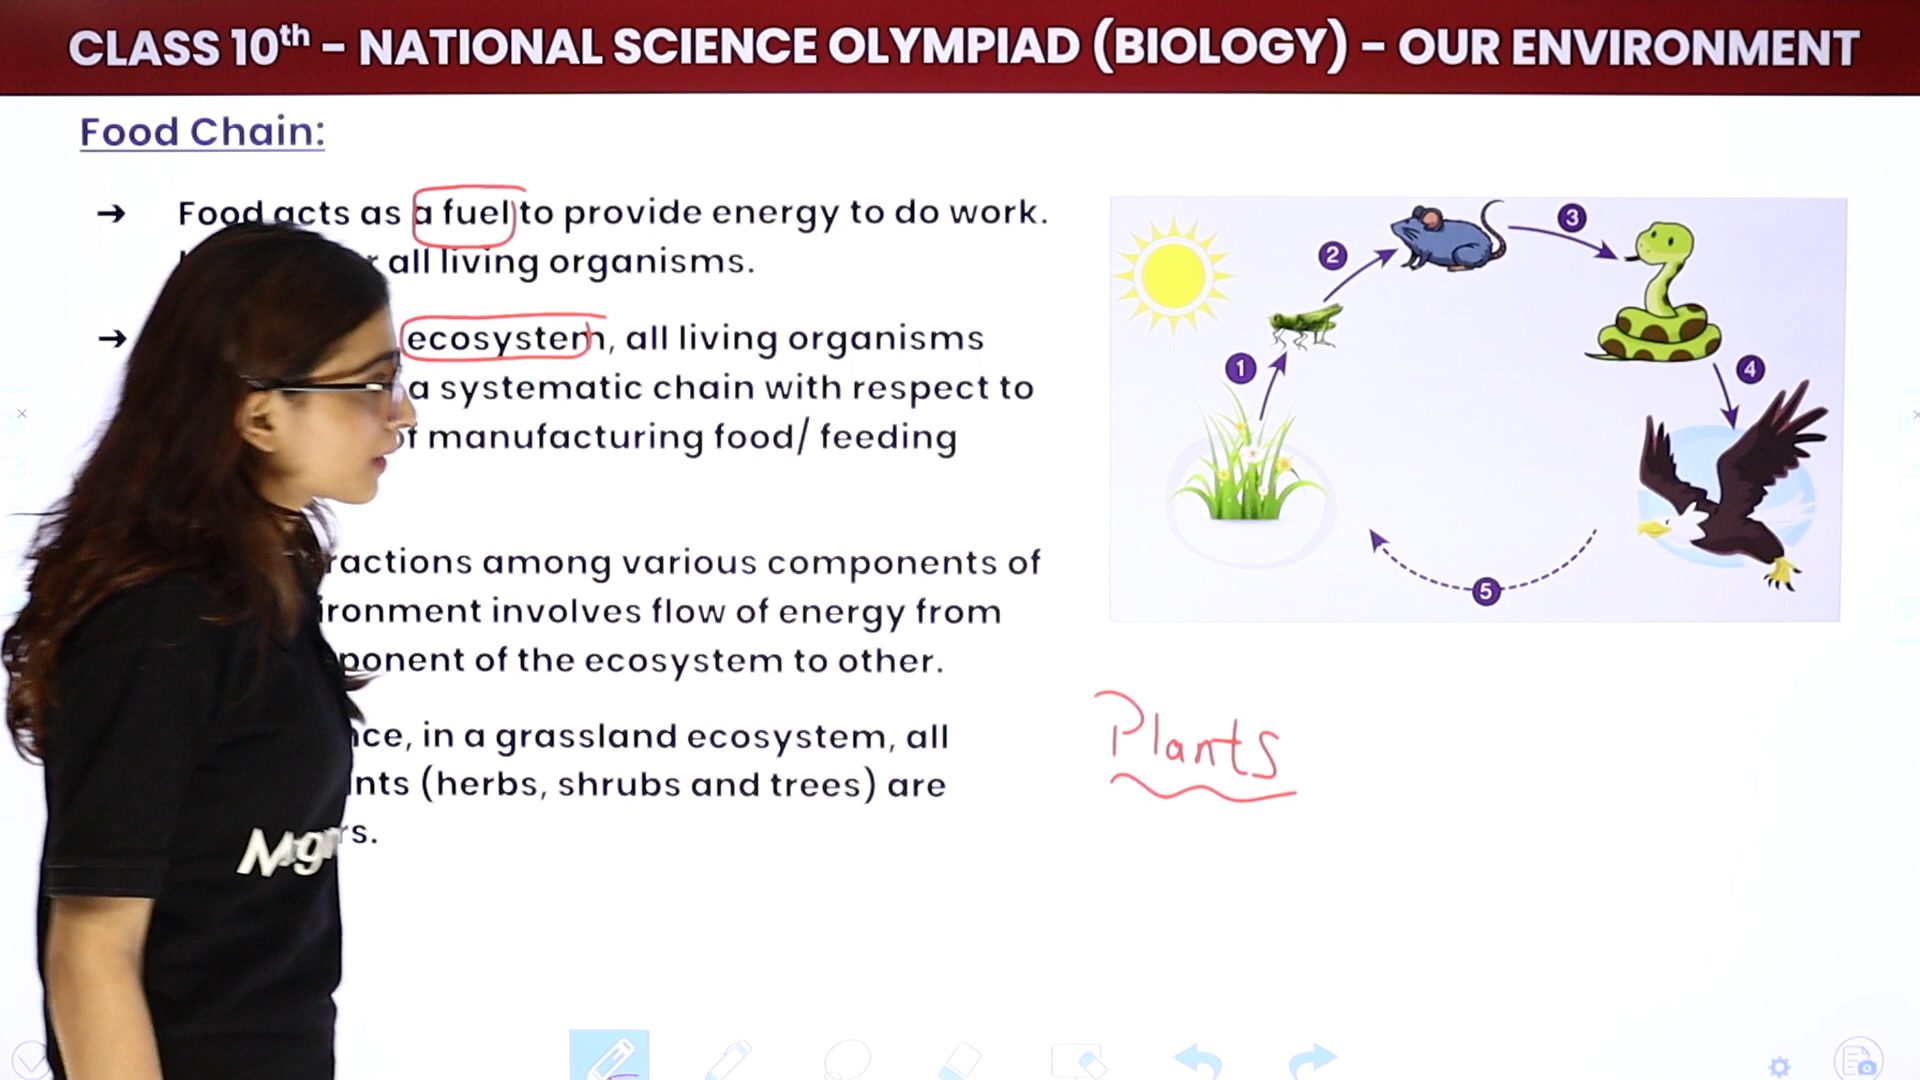 CLASS 10th – NATIONAL SCIENCE OLYMPIAD (BIOLOGY) – OUR ENVIRONMENT
Food Chain:
→ Food acts as a fuel to provide energy to do work.
all living organisms.
→ ecosystem, all living organisms
a systematic chain with respect to
of manufacturing food/ feeding
ractions among various components of
ironment involves flow of energy from
ponent of the ecosystem to other.
nce, in a grassland ecosystem, all
nts (herbs, shrubs and trees) are
rs.
1
2
3
4
5
Plants